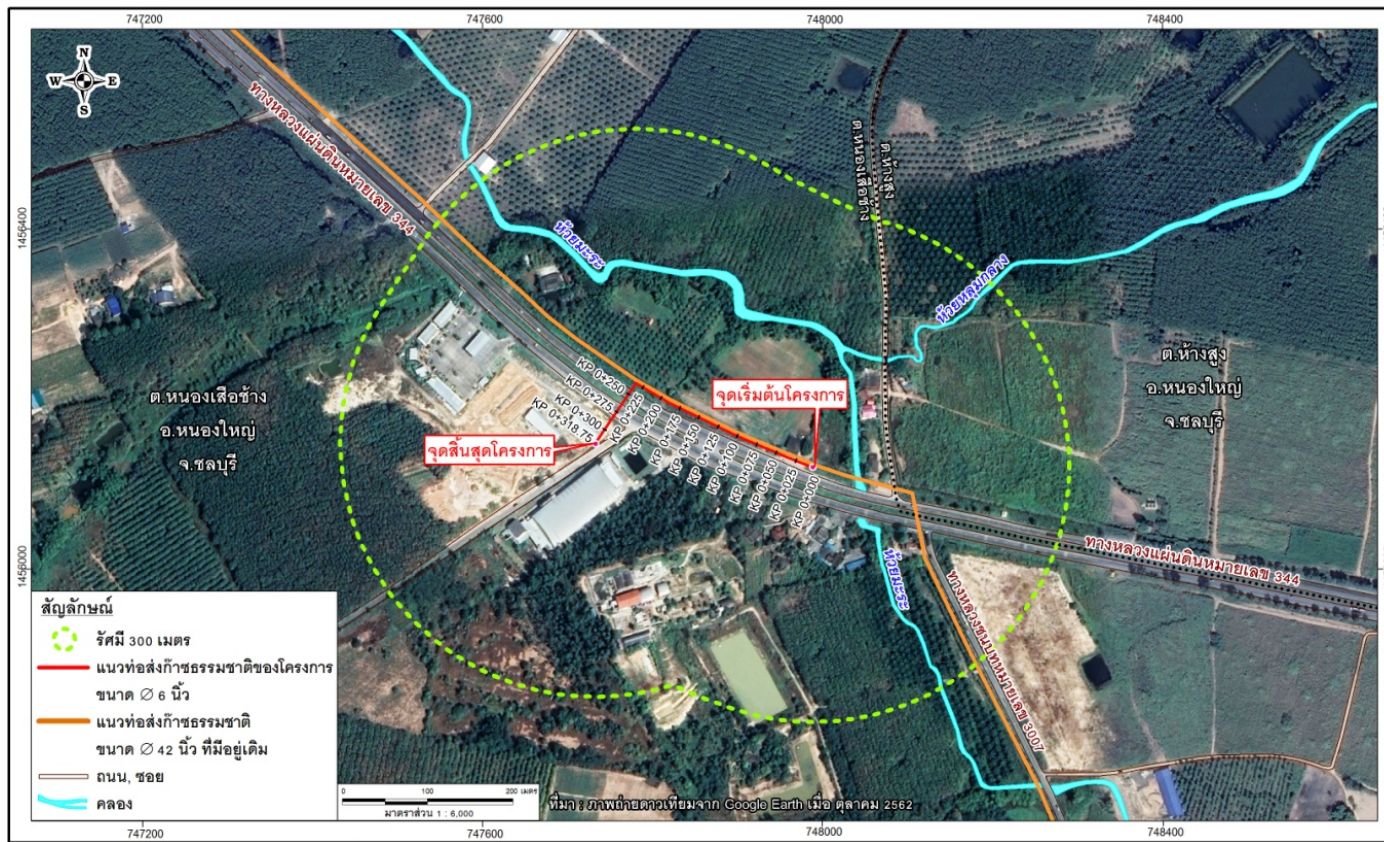 747200
747600
748000
748400
N
W
E
S
ทางหลวงแผ่นดินหมายเลข 344
ต.หนองเสือช้าง
ต.ห้างสูง
1456400
ห้วยมะระ
ห้วยหลุมกลาง
ต.ห้างสูง
อ.หนองใหญ่
จ.ชลบุรี
ต.หนองเสือช้าง
อ.หนองใหญ่
จ.ชลบุรี
KP 0+250
KP 0+275
KP 0+300
KP 0+318.75
KP 0+225
KP 0+200
KP 0+175
KP 0+150
KP 0+125
KP 0+100
KP 0+075
KP 0+050
KP 0+025
KP 0+000
จุดเริ่มต้นโครงการ
จุดสิ้นสุดโครงการ
1456000
ทางหลวงแผ่นดินหมายเลข 344
ห้วยมะระ
ทางหลวงชนบทหมายเลข 3007
สัญลักษณ์
รัศมี 300 เมตร
แนวท่อส่งก๊าซธรรมชาติของโครงการ
ขนาด ∅ 6 นิ้ว
แนวท่อส่งก๊าซธรรมชาติ
ขนาด ∅ 42 นิ้ว ที่มีอยู่เดิม
ถนน, ซอย
คลอง
0 100 200 เมตร
มาตราส่วน 1 : 6,000
ที่มา : ภาพถ่ายดาวเทียมจาก Google Earth เมื่อ ตุลาคม 2562
747200
747600
748000
748400